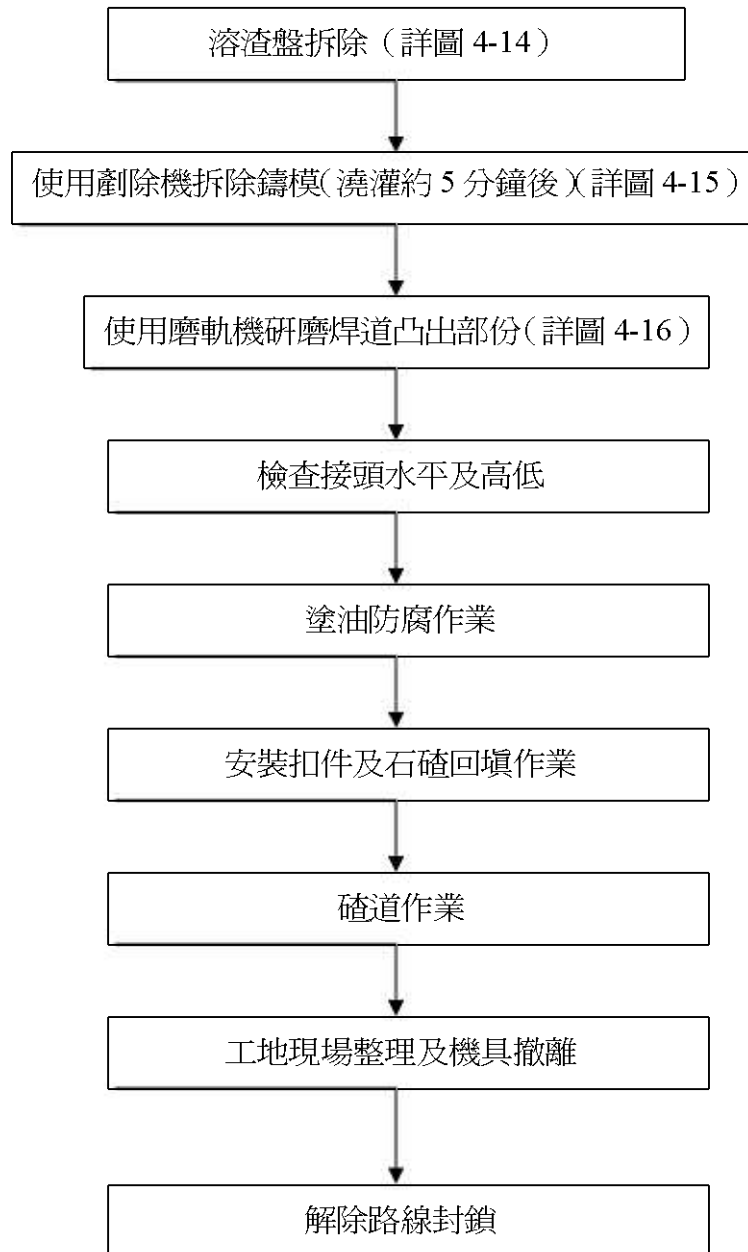 溶渣盤拆除（詳圖 4-14）
使用剷除機拆除鑄模（澆灌約 5 分鐘後）（詳圖 4-15）
使用磨軌機研磨焊道凸出部份（詳圖 4-16）
檢查接頭水平及高低
塗油防腐作業
安裝扣件及石碴回填作業
碴道作業
工地現場整理及機具撤離
解除路線封鎖